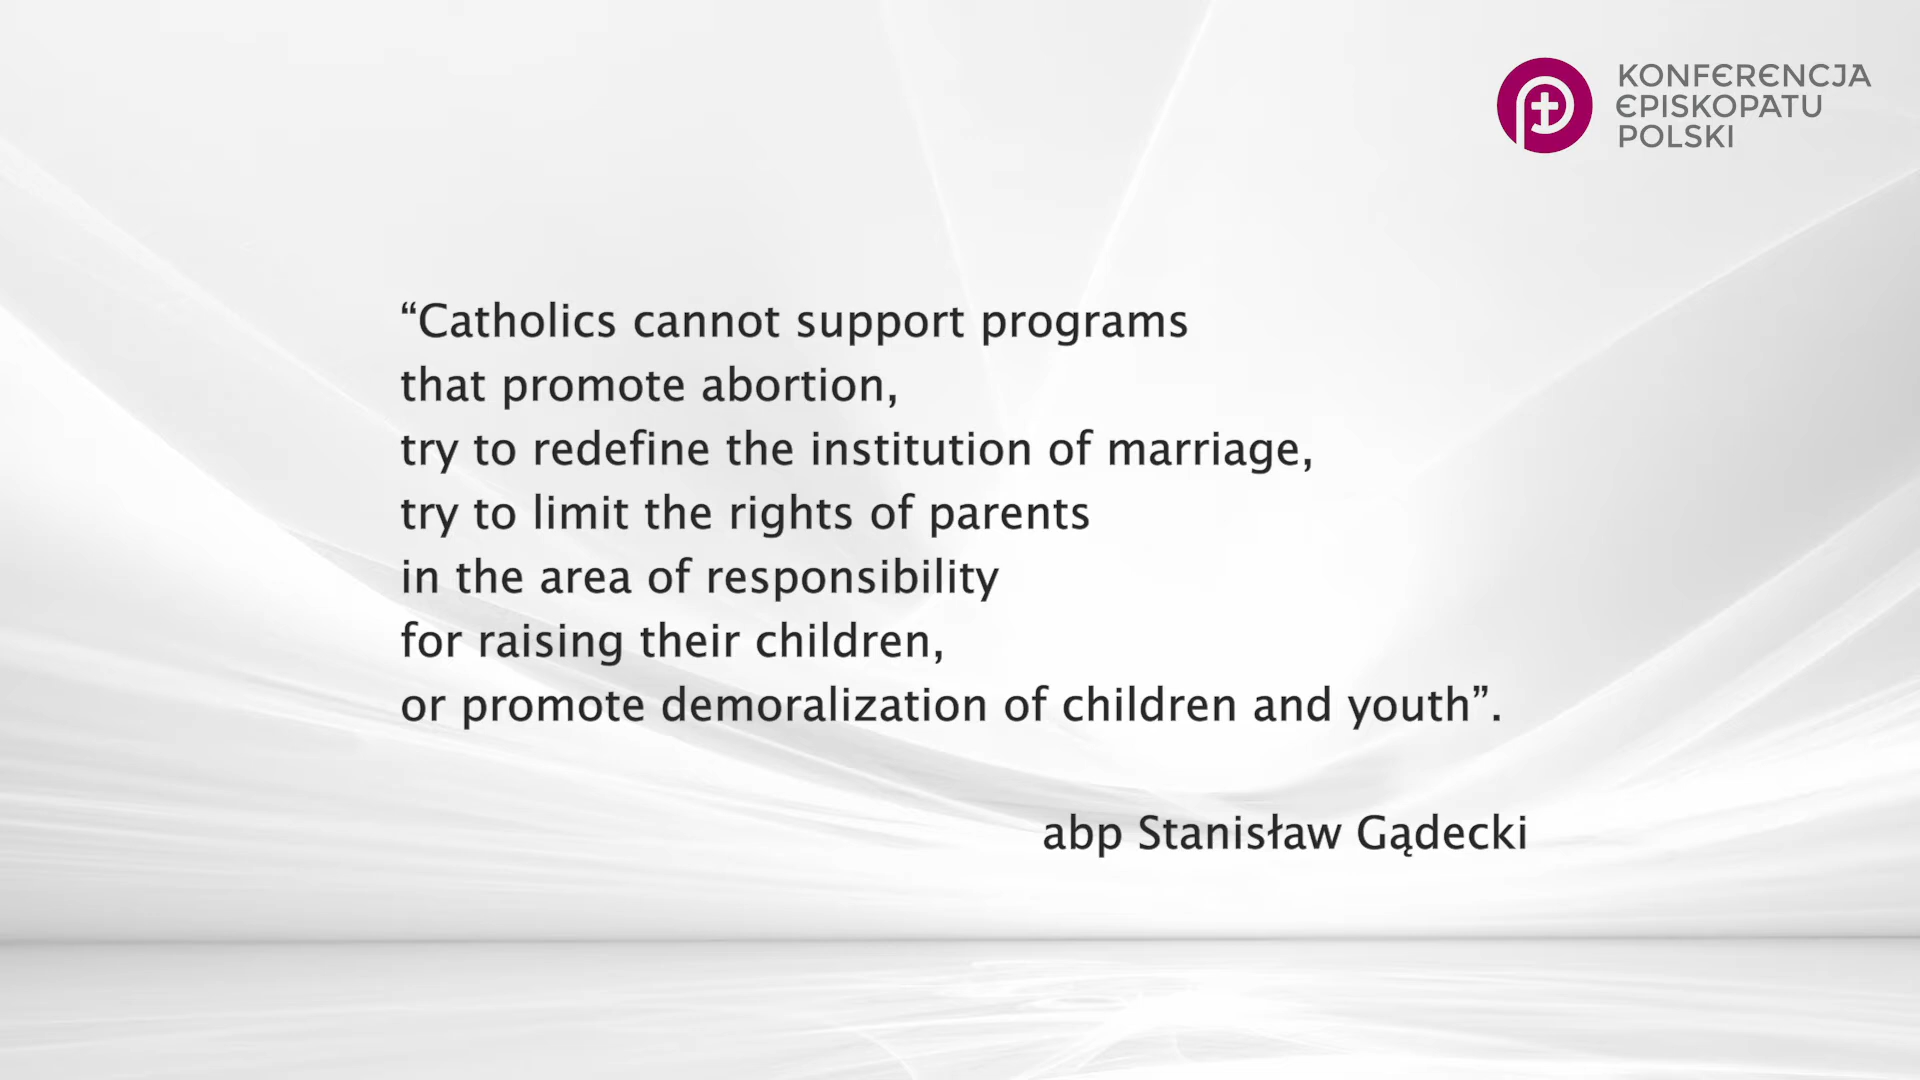 KONFERENCJA
EPISKOPATU
POLSKI
“Catholics cannot support programs
that promote abortion,
try to redefine the institution of marriage,
try to limit the rights of parents
in the area of responsibility
for raising their children,
or promote demoralization of children and youth”.
abp Stanisław Gądecki